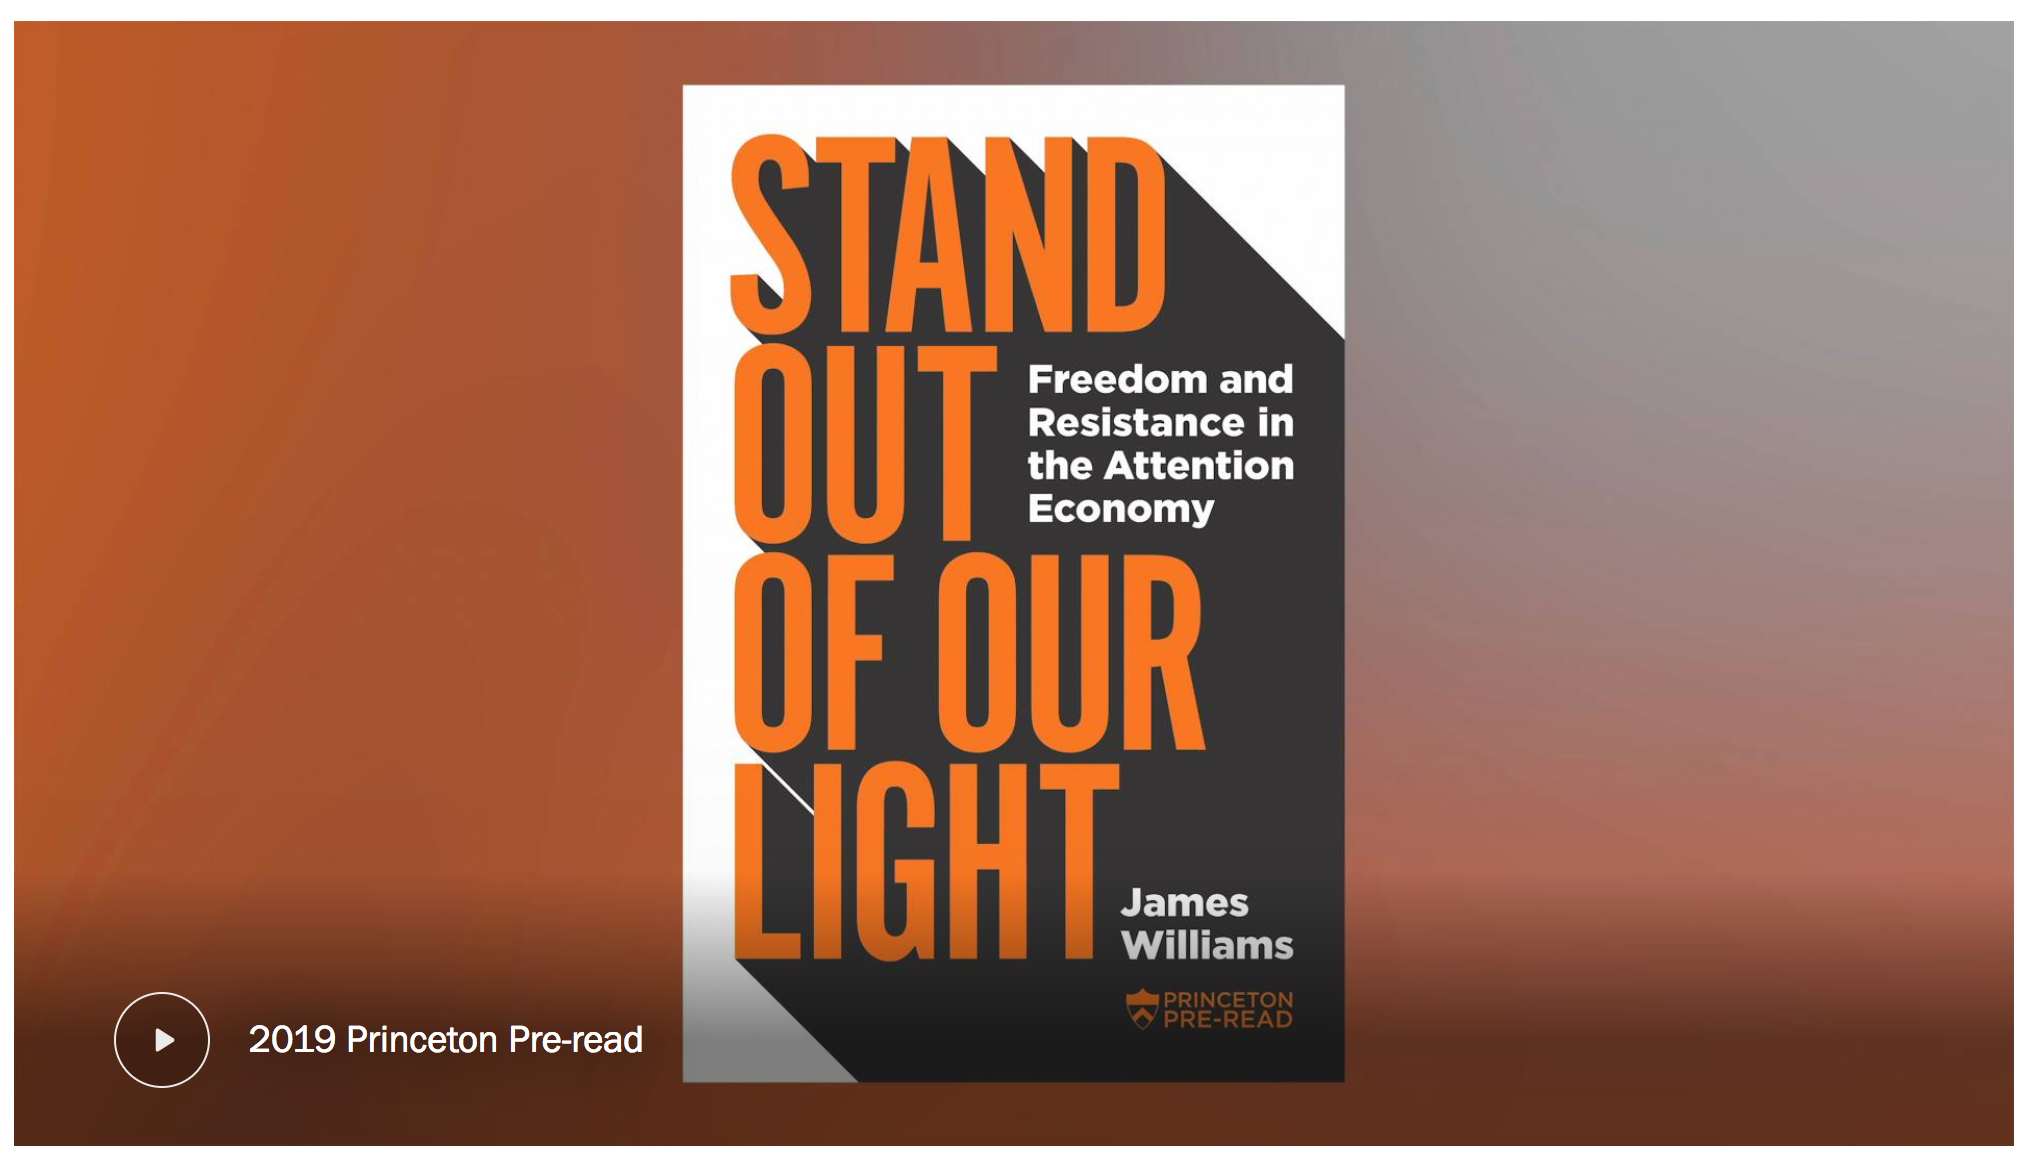 STAND
OUT
Freedom and
Resistance in
the Attention
Economy
OF OUR
LIGHT
James
Williams
PRINCETON
PRE-READ
2019 Princeton Pre-read